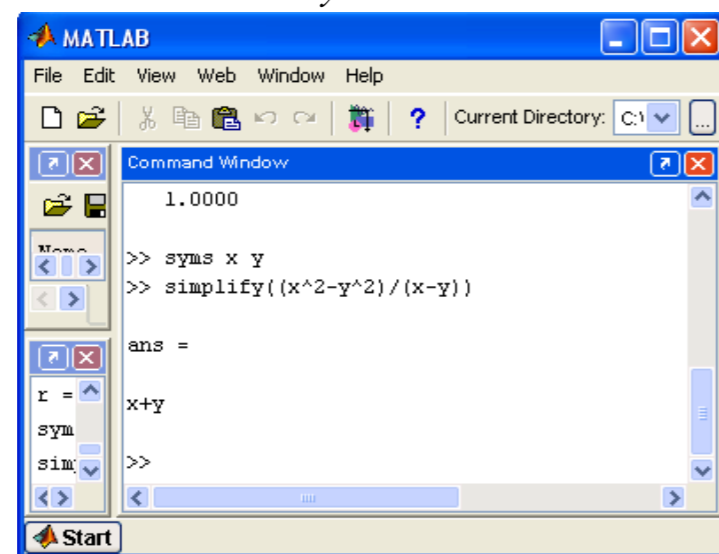 MATLAB
File Edit View Web Window Help
? Current Directory: C:\ ...
Command Window
1.0000
>> syms x y
>> simplify((x^2-y^2)/(x-y))
ans =
x+y
>>
r =
sym
sim
Start